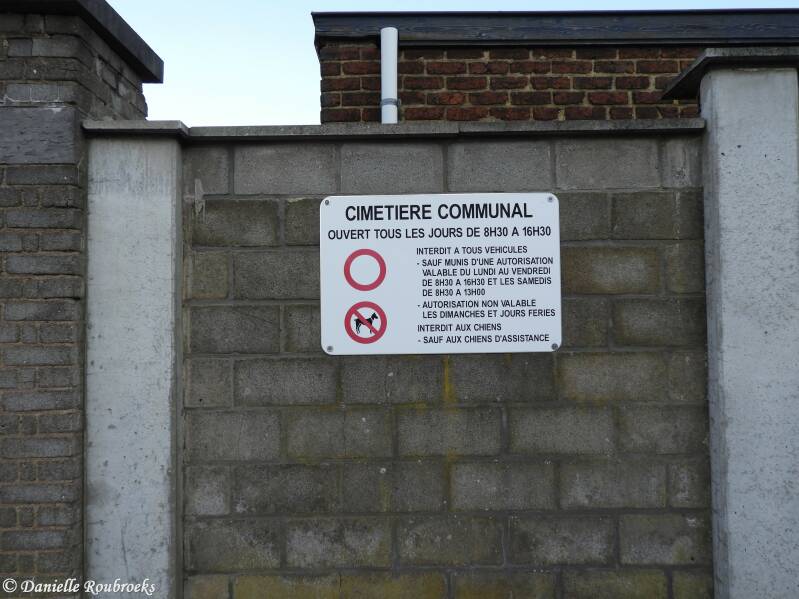 CIMETIERE COMMUNAL
OUVERT TOUS LES JOURS DE 8H30 A 16H30
INTERDIT A TOUS VEHICULES
- SAUF MUNIS D'UNE AUTORISATION
VALABLE DU LUNDI AU VENDREDI
DE 8H30 A 16H30 ET LES SAMEDIS
DE 8H30 A 13H00
- AUTORISATION NON VALABLE
LES DIMANCHES ET JOURS FERIES
INTERDIT AUX CHIENS
- SAUF AUX CHIENS D'ASSISTANCE
© Danielle Roubroeks